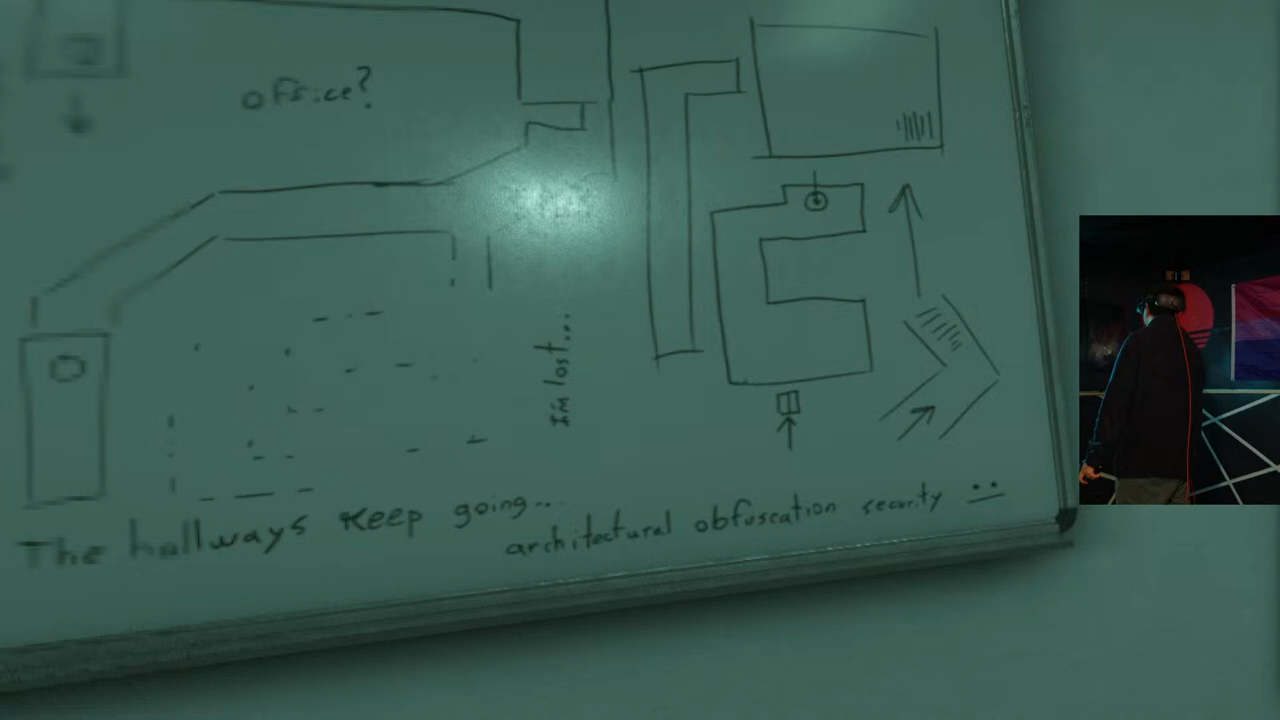 office?
I'm lost...
The hallways keep going..
architectural obfuscation security